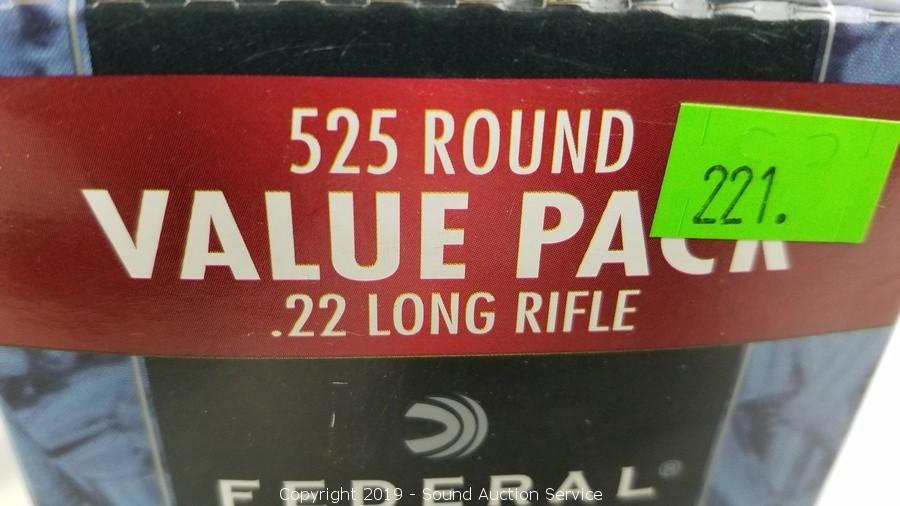 525 ROUND
221.
VALUE PACK
.22 LONG RIFLE
FEDERAL®
Copyright 2019 - Sound Auction Service